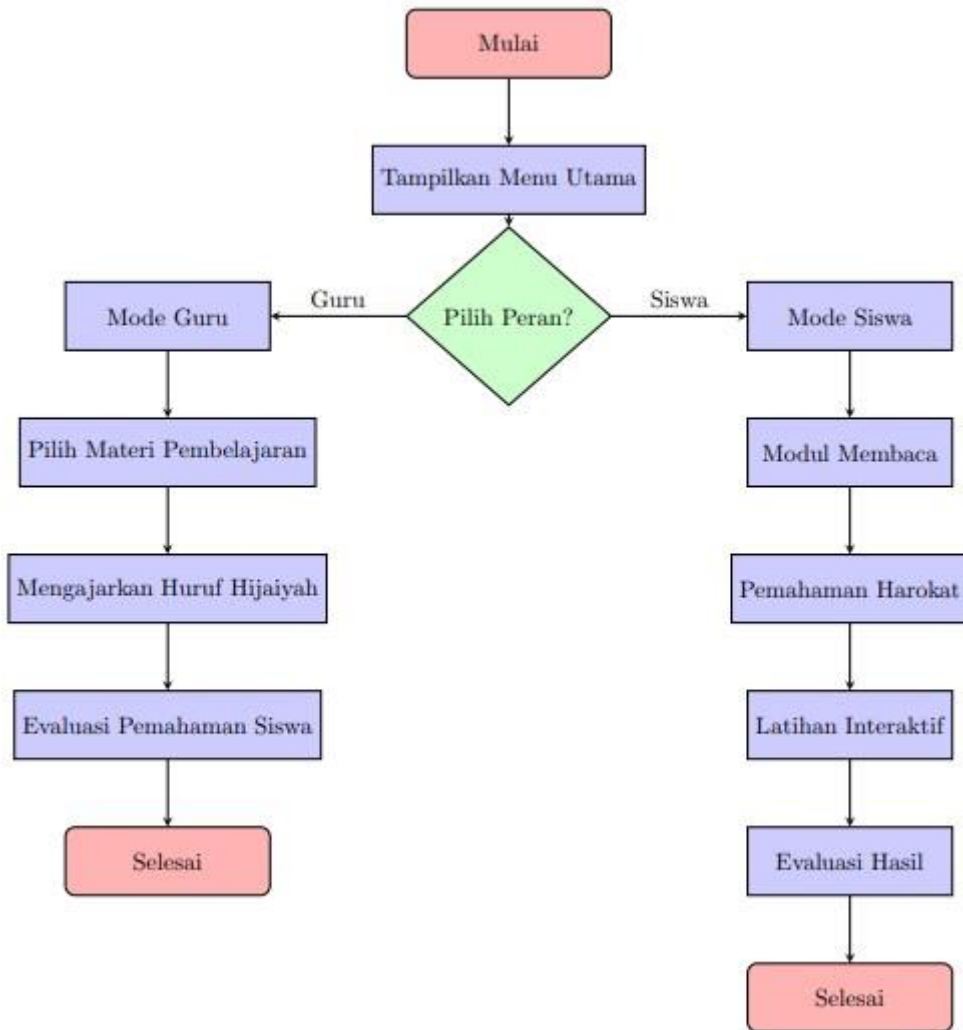 Mulai
Tampilkan Menu Utama
Pilih Peran?
Guru
Siswa
Mode Guru
Pilih Materi Pembelajaran
Mengajarkan Huruf Hijaiyah
Evaluasi Pemahaman Siswa
Selesai
Mode Siswa
Modul Membaca
Pemahaman Harokat
Latihan Interaktif
Evaluasi Hasil
Selesai